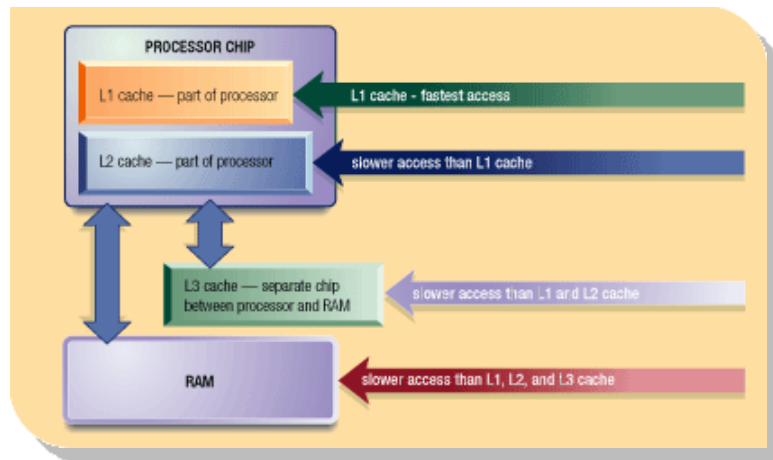 PROCESSOR CHIP
L1 cache — part of processor
L1 cache - fastest access
L2 cache — part of processor
slower access than L1 cache
L3 cache — separate chip
between processor and RAM
slower access than L1 and L2 cache
RAM
slower access than L1, L2, and L3 cache